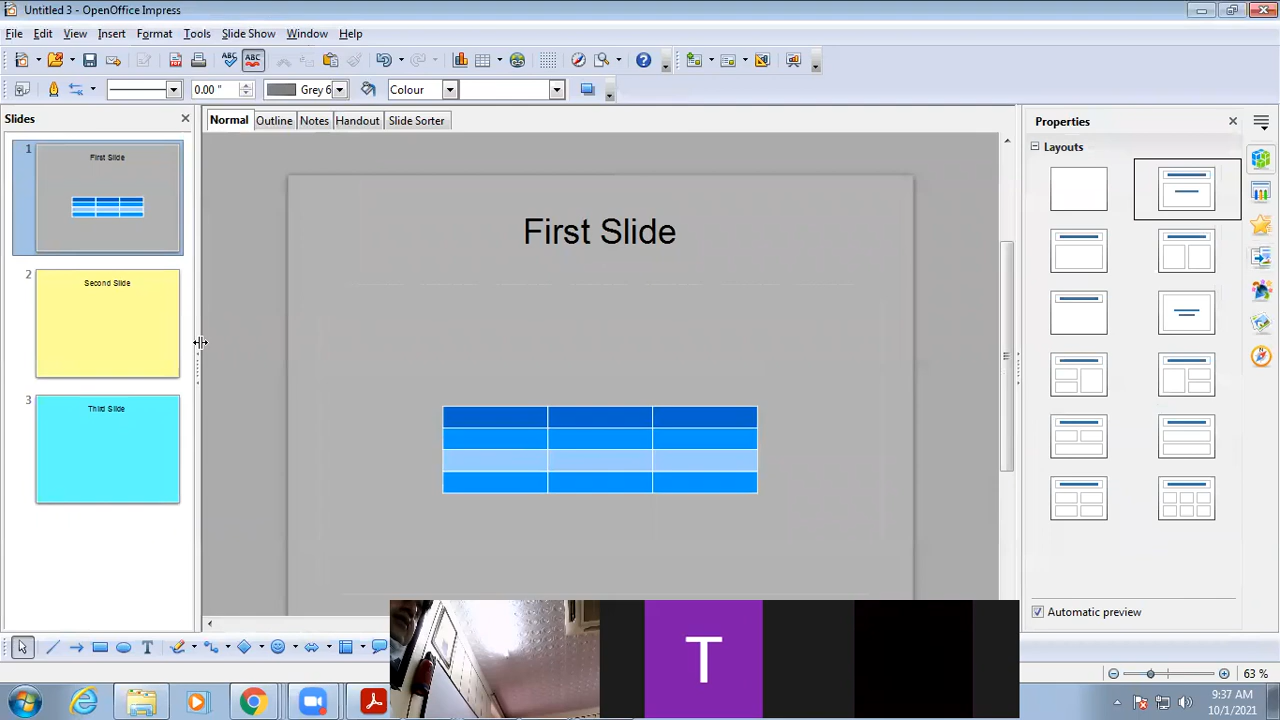 Untitled 3 - OpenOffice Impress
File Edit View Insert Format Tools Slide Show Window Help
0.00 " Grey 6 Colour
Slides
Normal Outline Notes Handout Slide Sorter
Properties
Layouts
1
First Slide
First Slide
2
Second Slide
3
Third Slide
Automatic preview
T
63 %
9:37 AM
10/1/2021